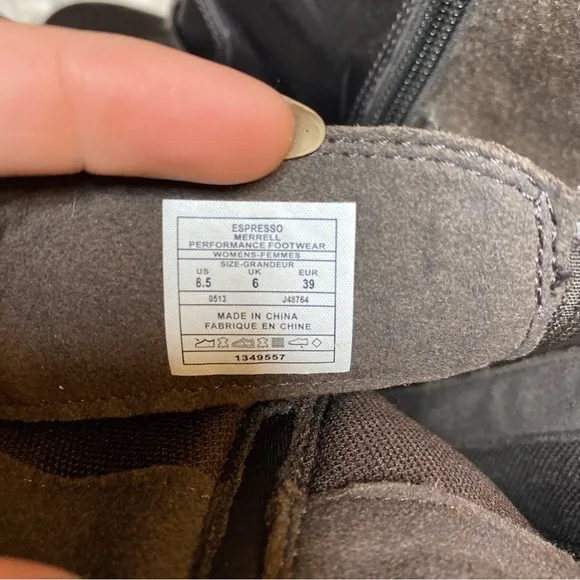 ESPRESSO
MERRELL
PERFORMANCE FOOTWEAR
WOMENS-FEMMES
SIZE-GRANDEUR
US UK EUR
8.5 6 39
0513 J48764
MADE IN CHINA
FABRIQUE EN CHINE
1349557